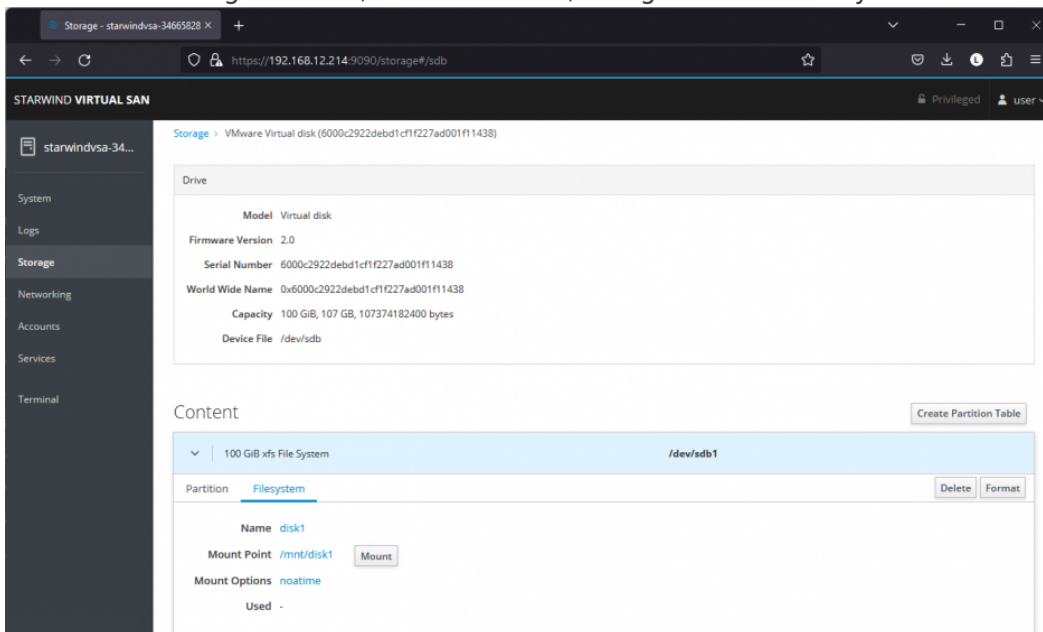 Storage - starwindvsa-34665828
https://192.168.12.214:9090/storage#/sdb
STARWIND VIRTUAL SAN
Privileged
user
starwindvsa-34...
System
Logs
Storage
Networking
Accounts
Services
Terminal
Storage > VMware Virtual disk (6000c2922debd1cf1f227ad001f11438)
Drive
Model Virtual disk
Firmware Version 2.0
Serial Number 6000c2922debd1cf1f227ad001f11438
World Wide Name 0x6000c2922debd1cf1f227ad001f11438
Capacity 100 GiB, 107 GB, 107374182400 bytes
Device File /dev/sdb
Content
Create Partition Table
100 GiB xfs File System /dev/sdb1
Partition Filesystem Delete Format
Name disk1
Mount Point /mnt/disk1 Mount
Mount Options noatime
Used -